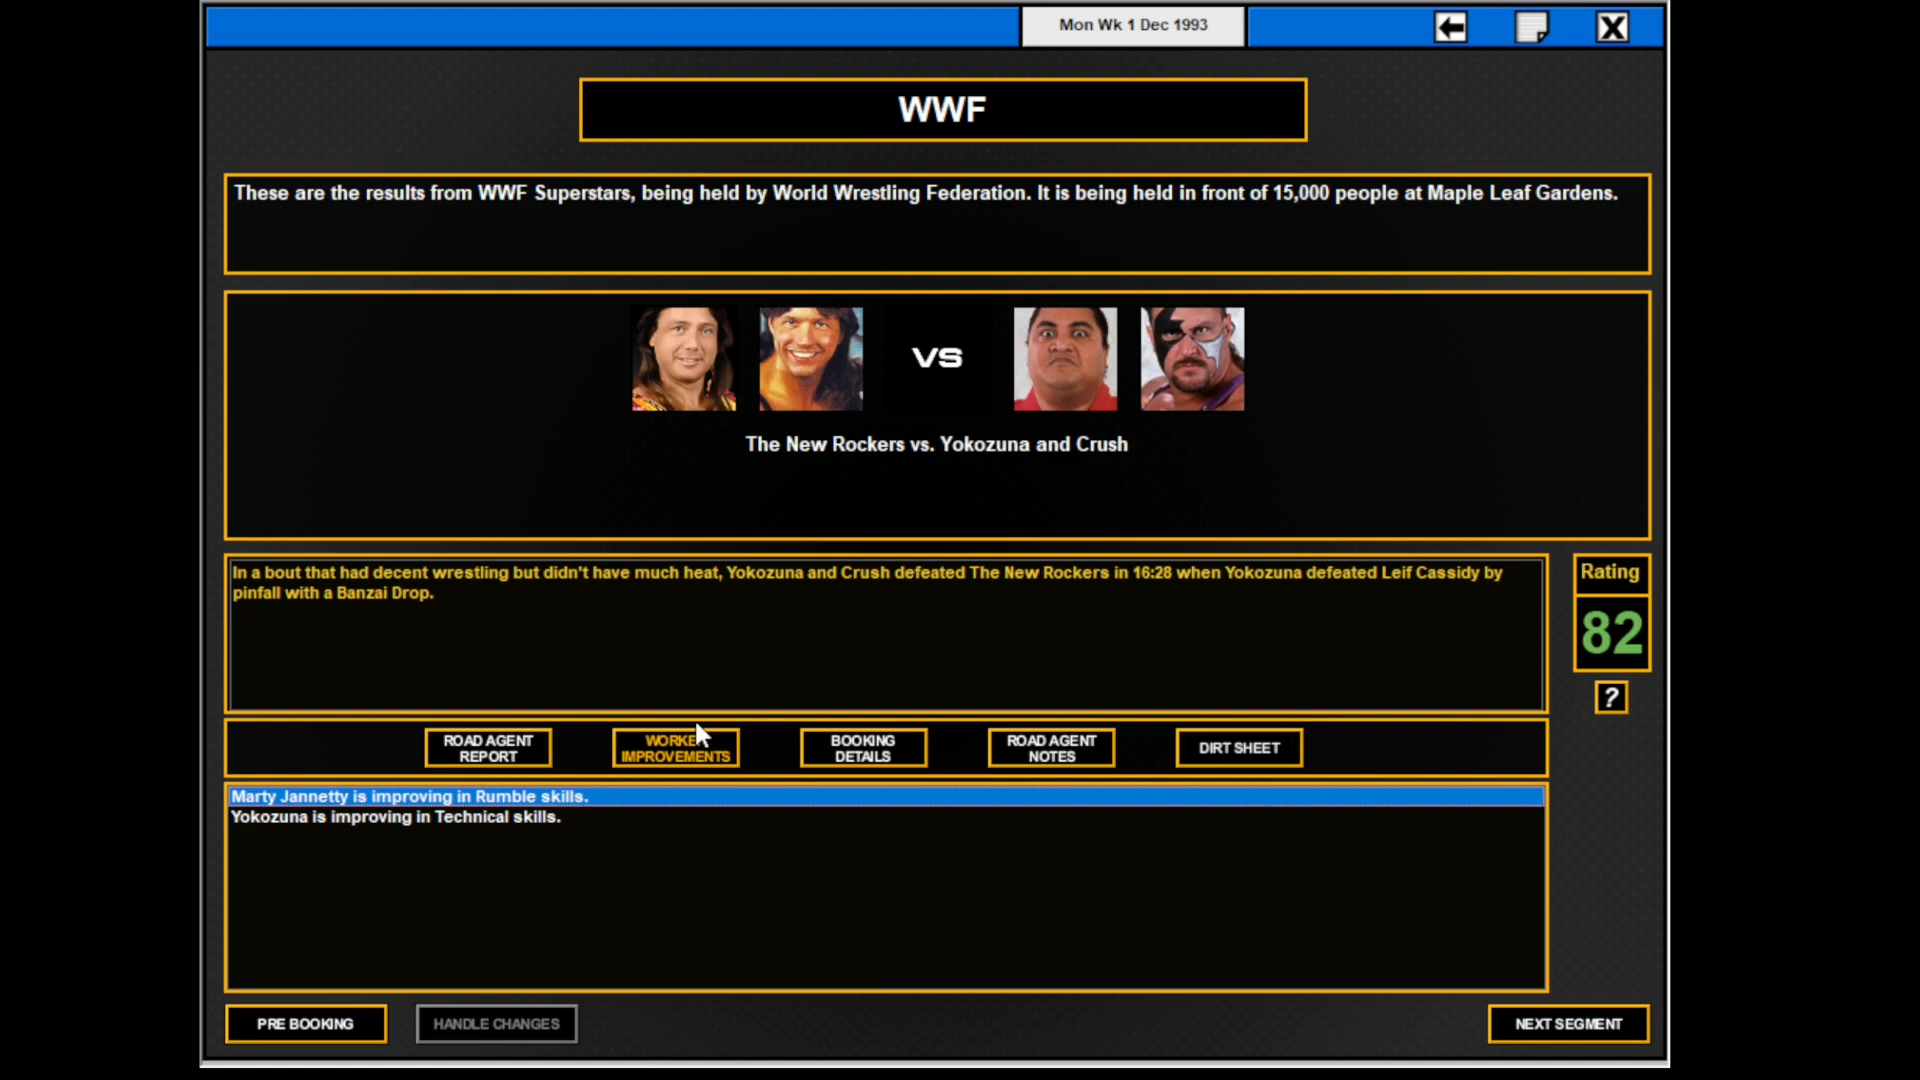 Mon Wk 1 Dec 1993
WWF
These are the results from WWF Superstars, being held by World Wrestling Federation. It is being held in front of 15,000 people at Maple Leaf Gardens.
VS
The New Rockers vs. Yokozuna and Crush
In a bout that had decent wrestling but didn't have much heat, Yokozuna and Crush defeated The New Rockers in 16:28 when Yokozuna defeated Leif Cassidy by
pinfall with a Banzai Drop.
Rating
82
?
ROAD AGENT
REPORT
WORKE
IMPROVEMENTS
BOOKING
DETAILS
ROAD AGENT
NOTES
DIRT SHEET
Marty Jannetty is improving in Rumble skills.
Yokozuna is improving in Technical skills.
PRE BOOKING
HANDLE CHANGES
NEXT SEGMENT